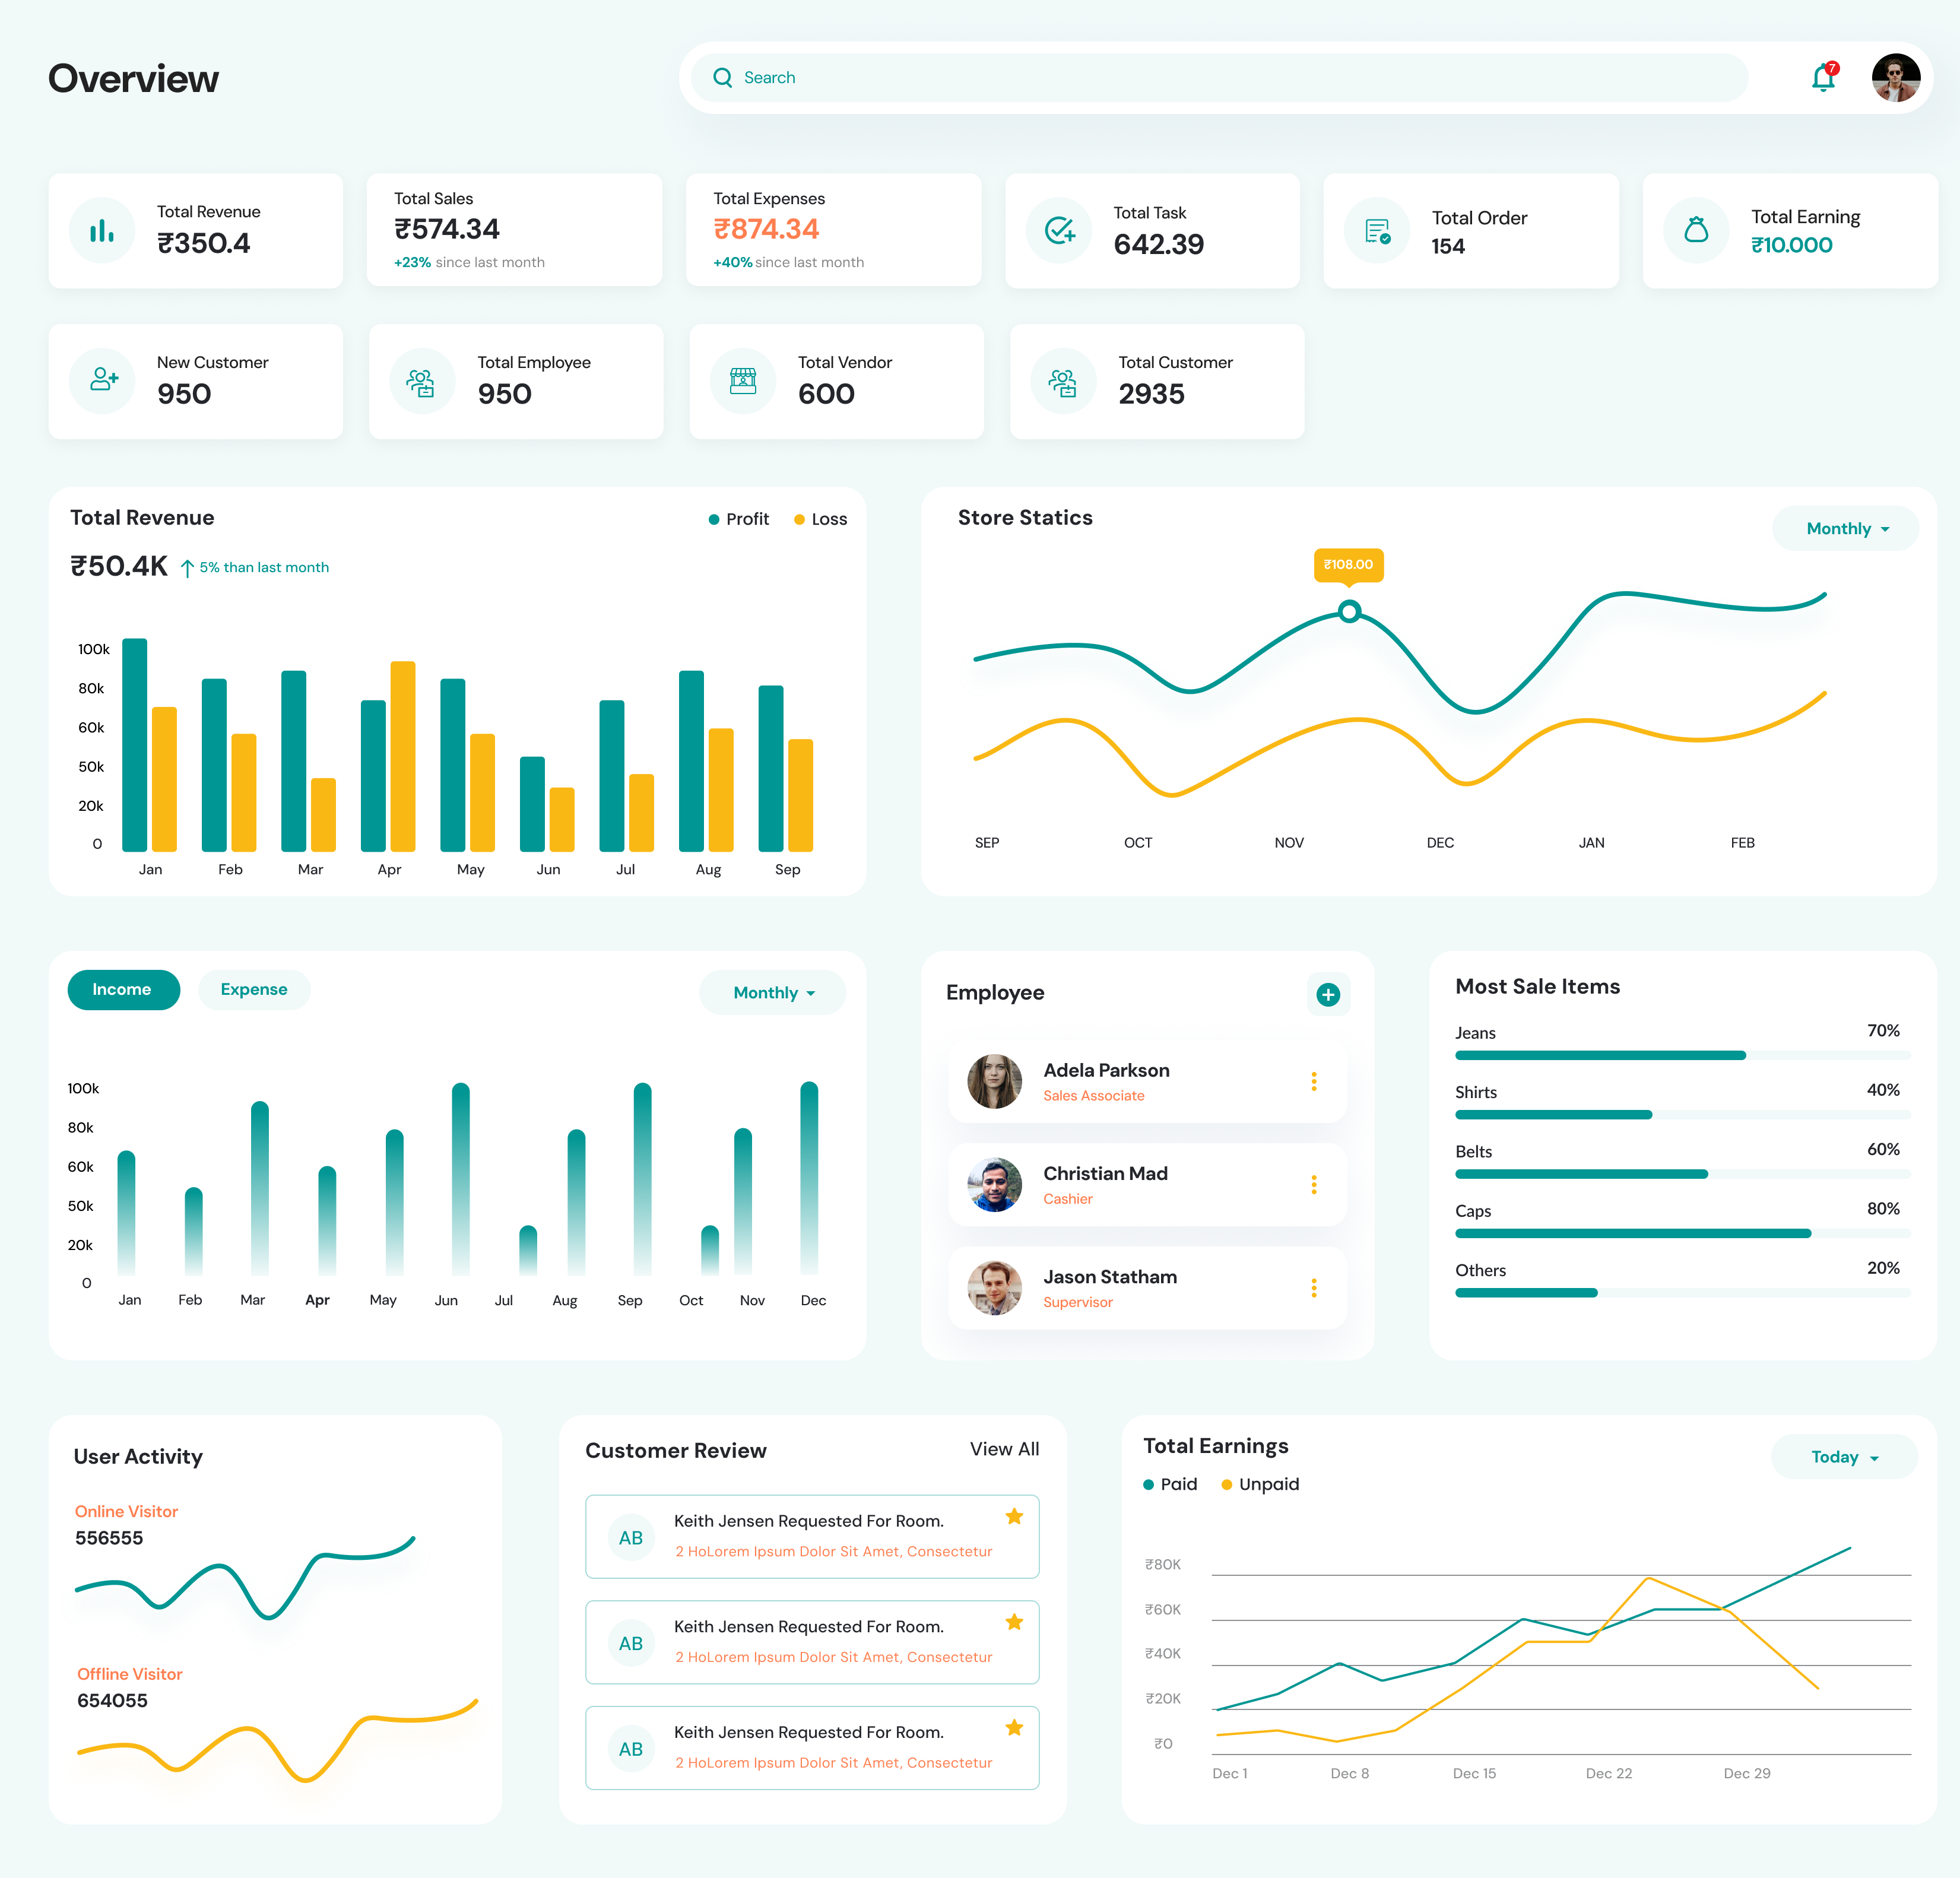 Overview
Search
7
Total Revenue
₹350.4
Total Sales
₹574.34
+23% since last month
Total Expenses
₹874.34
+40% since last month
Total Task
642.39
Total Order
154
Total Earning
₹10.000
New Customer
950
Total Employee
950
Total Vendor
600
Total Customer
2935
Total Revenue
Profit Loss
₹50.4K 5% than last month
100k
80k
60k
50k
20k
0
Jan Feb Mar Apr May Jun Jul Aug Sep
Store Statics
Monthly
₹108.00
SEP OCT NOV DEC JAN FEB
Income Expense Monthly
100k
80k
60k
50k
20k
0
Jan Feb Mar Apr May Jun Jul Aug Sep Oct Nov Dec
Employee
Adela Parkson
Sales Associate
Christian Mad
Cashier
Jason Statham
Supervisor
Most Sale Items
Jeans 70%
Shirts 40%
Belts 60%
Caps 80%
Others 20%
User Activity
Online Visitor
556555
Offline Visitor
654055
Customer Review View All
AB
Keith Jensen Requested For Room.
2 HoLorem Ipsum Dolor Sit Amet, Consectetur
AB
Keith Jensen Requested For Room.
2 HoLorem Ipsum Dolor Sit Amet, Consectetur
AB
Keith Jensen Requested For Room.
2 HoLorem Ipsum Dolor Sit Amet, Consectetur
Total Earnings
Today
Paid Unpaid
₹80K
₹60K
₹40K
₹20K
₹0
Dec 1 Dec 8 Dec 15 Dec 22 Dec 29